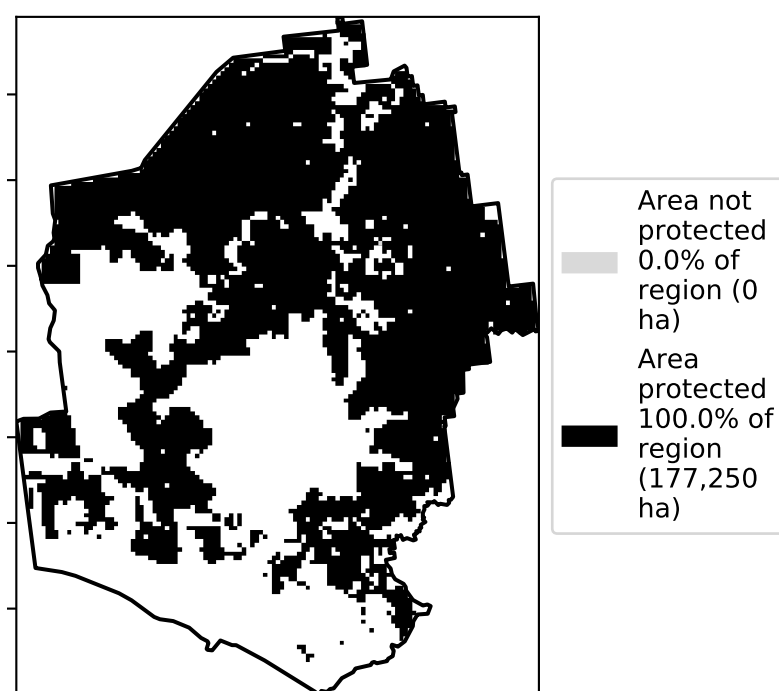 Area not
protected
0.0% of
region (0
ha)
Area
protected
100.0% of
region
(177,250
ha)